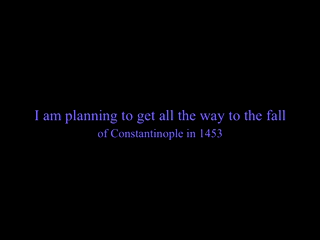 I am planning to get all the way to the fall
of Constantinople in 1453